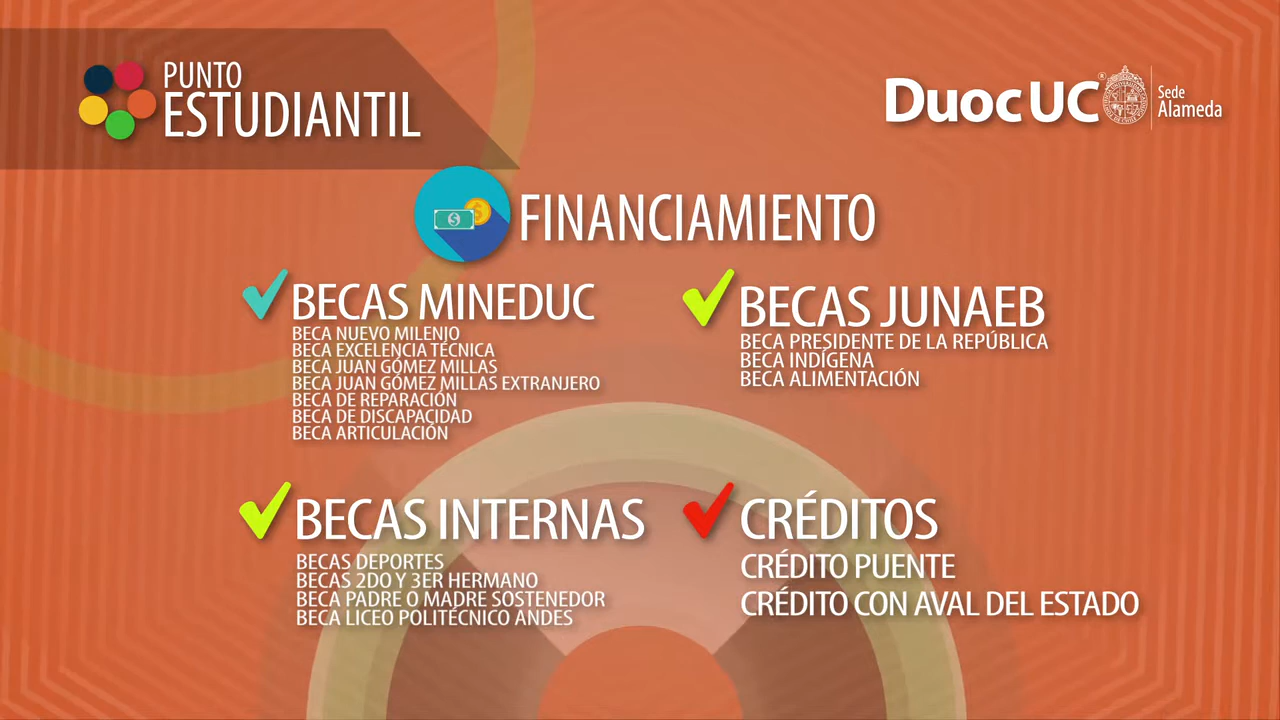 PUNTO
ESTUDIANTIL
DuocUC®
Sede
Alameda
FINANCIAMIENTO
BECAS MINEDUC
BECA NUEVO MILENIO
BECA EXCELENCIA TÉCNICA
BECA JUAN GÓMEZ MILLAS
BECA JUAN GÓMEZ MILLAS EXTRANJERO
BECA DE REPARACIÓN
BECA DE DISCAPACIDAD
BECA ARTICULACIÓN
BECAS JUNAEB
BECA PRESIDENTE DE LA REPÚBLICA
BECA INDÍGENA
BECA ALIMENTACIÓN
BECAS INTERNAS
BECAS DEPORTES
BECAS 2DO Y 3ER HERMANO
BECA PADRE O MADRE SOSTENEDOR
BECA LICEO POLITÉCNICO ANDES
CRÉDITOS
CRÉDITO PUENTE
CRÉDITO CON AVAL DEL ESTADO